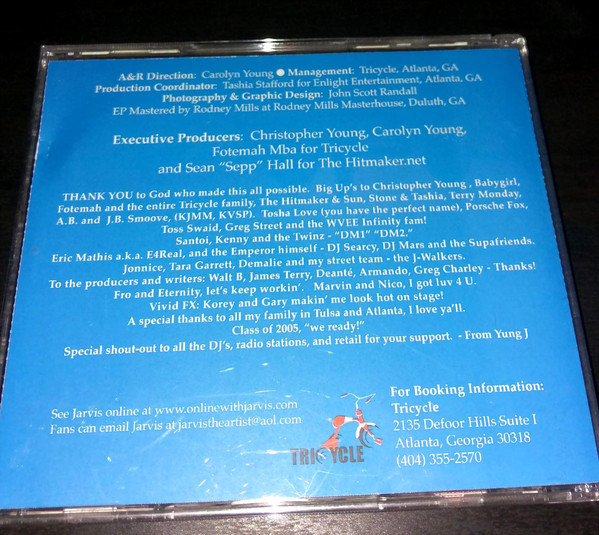 A&R Direction: Carolyn Young ● Management: Tricycle, Atlanta, GA
Production Coordinator: Tashia Stafford for Enlight Entertainment, Atlanta, GA
Photography & Graphic Design: John Scott Randall
EP Mastered by Rodney Mills at Rodney Mills Masterhouse, Duluth, GA
Executive Producers: Christopher Young, Carolyn Young,
Fotemah Mba for Tricycle
and Sean "Sepp" Hall for The Hitmaker.net
THANK YOU to God who made this all possible. Big Up's to Christopher Young, Babygirl,
Fotemah and the entire Tricycle family, The Hitmaker & Sun, Stone & Tashia, Terry Monday,
A.B. and J.B. Smoove, (KJMM, KVSP). Tosha Love (you have the perfect name), Porsche Fox,
Toss Swaid, Greg Street and the WVEE Infinity fam!
Santoi, Kenny and the Twinz - "DM1" "DM2."
Eric Mathis a.k.a. E4Real, and the Emperor himself - DJ Searcy, DJ Mars and the Supafriends.
Jonnice, Tara Garrett, Demalie and my street team - the J-Walkers.
To the producers and writers: Walt B, James Terry, Deanté, Armando, Greg Charley - Thanks!
Fro and Eternity, let's keep workin'. Marvin and Nico, I got luv 4 U.
Vivid FX: Korey and Gary makin' me look hot on stage!
A special thanks to all my family in Tulsa and Atlanta, I love ya'll.
Class of 2005, "we ready!"
Special shout-out to all the DJ's, radio stations, and retail for your support. - From Yung J
See Jarvis online at www.onlinewithjarvis.com
Fans can email Jarvis at jarvistheartist@aol.com
TRICYCLE
For Booking Information:
Tricycle
2135 Defoor Hills Suite I
Atlanta, Georgia 30318
(404) 355-2570